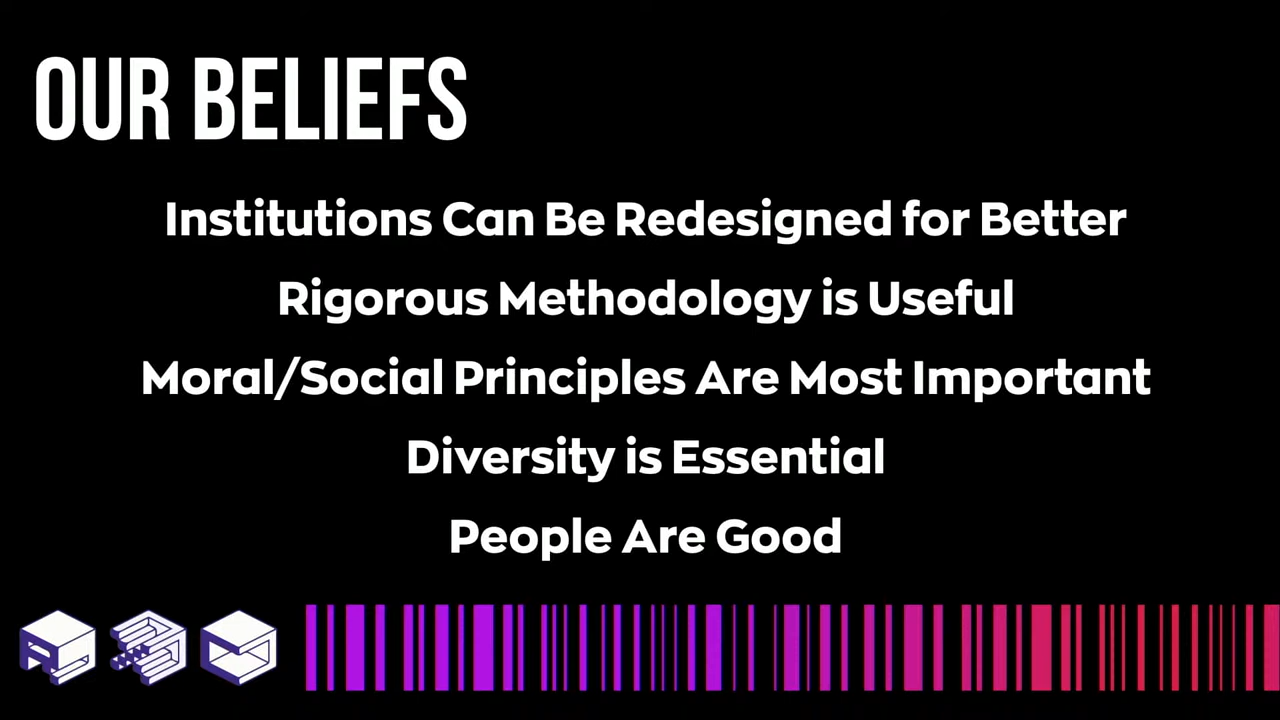 OUR BELIEFS
Institutions Can Be Redesigned for Better
Rigorous Methodology is Useful
Moral/Social Principles Are Most Important
Diversity is Essential
People Are Good